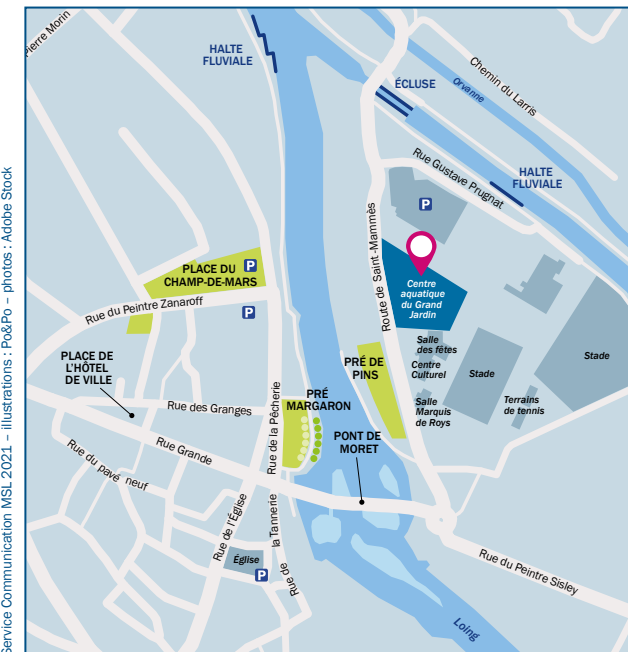 Service Communication MSL 2021 – illustrations : Po&Po – photos : Adobe Stock
Pierre Morin
HALTE
FLUVIALE
ÉCLUSE
Orvanne
Chemin du Larris
Rue Gustave Prugnat
HALTE
FLUVIALE
P
Route de Saint-Mammès
Centre
aquatique
du Grand
Jardin
PLACE DU
CHAMP-DE-MARS
P
Rue du Peintre Zanaroff
P
Salle
des fêtes
Centre
Culturel
Salle
Marquis
de Roys
Stade
Stade
Terrains
de tennis
PRÉ DE
PINS
PLACE DE
L'HÔTEL
DE VILLE
Rue des Granges
Rue de la Pêcherie
PRÉ
MARGARON
PONT DE
MORET
Rue Grande
Rue du pavé neuf
Rue de l'Église
Église
P
Rue de
la Tannerie
Rue du Peintre Sisley
Loing